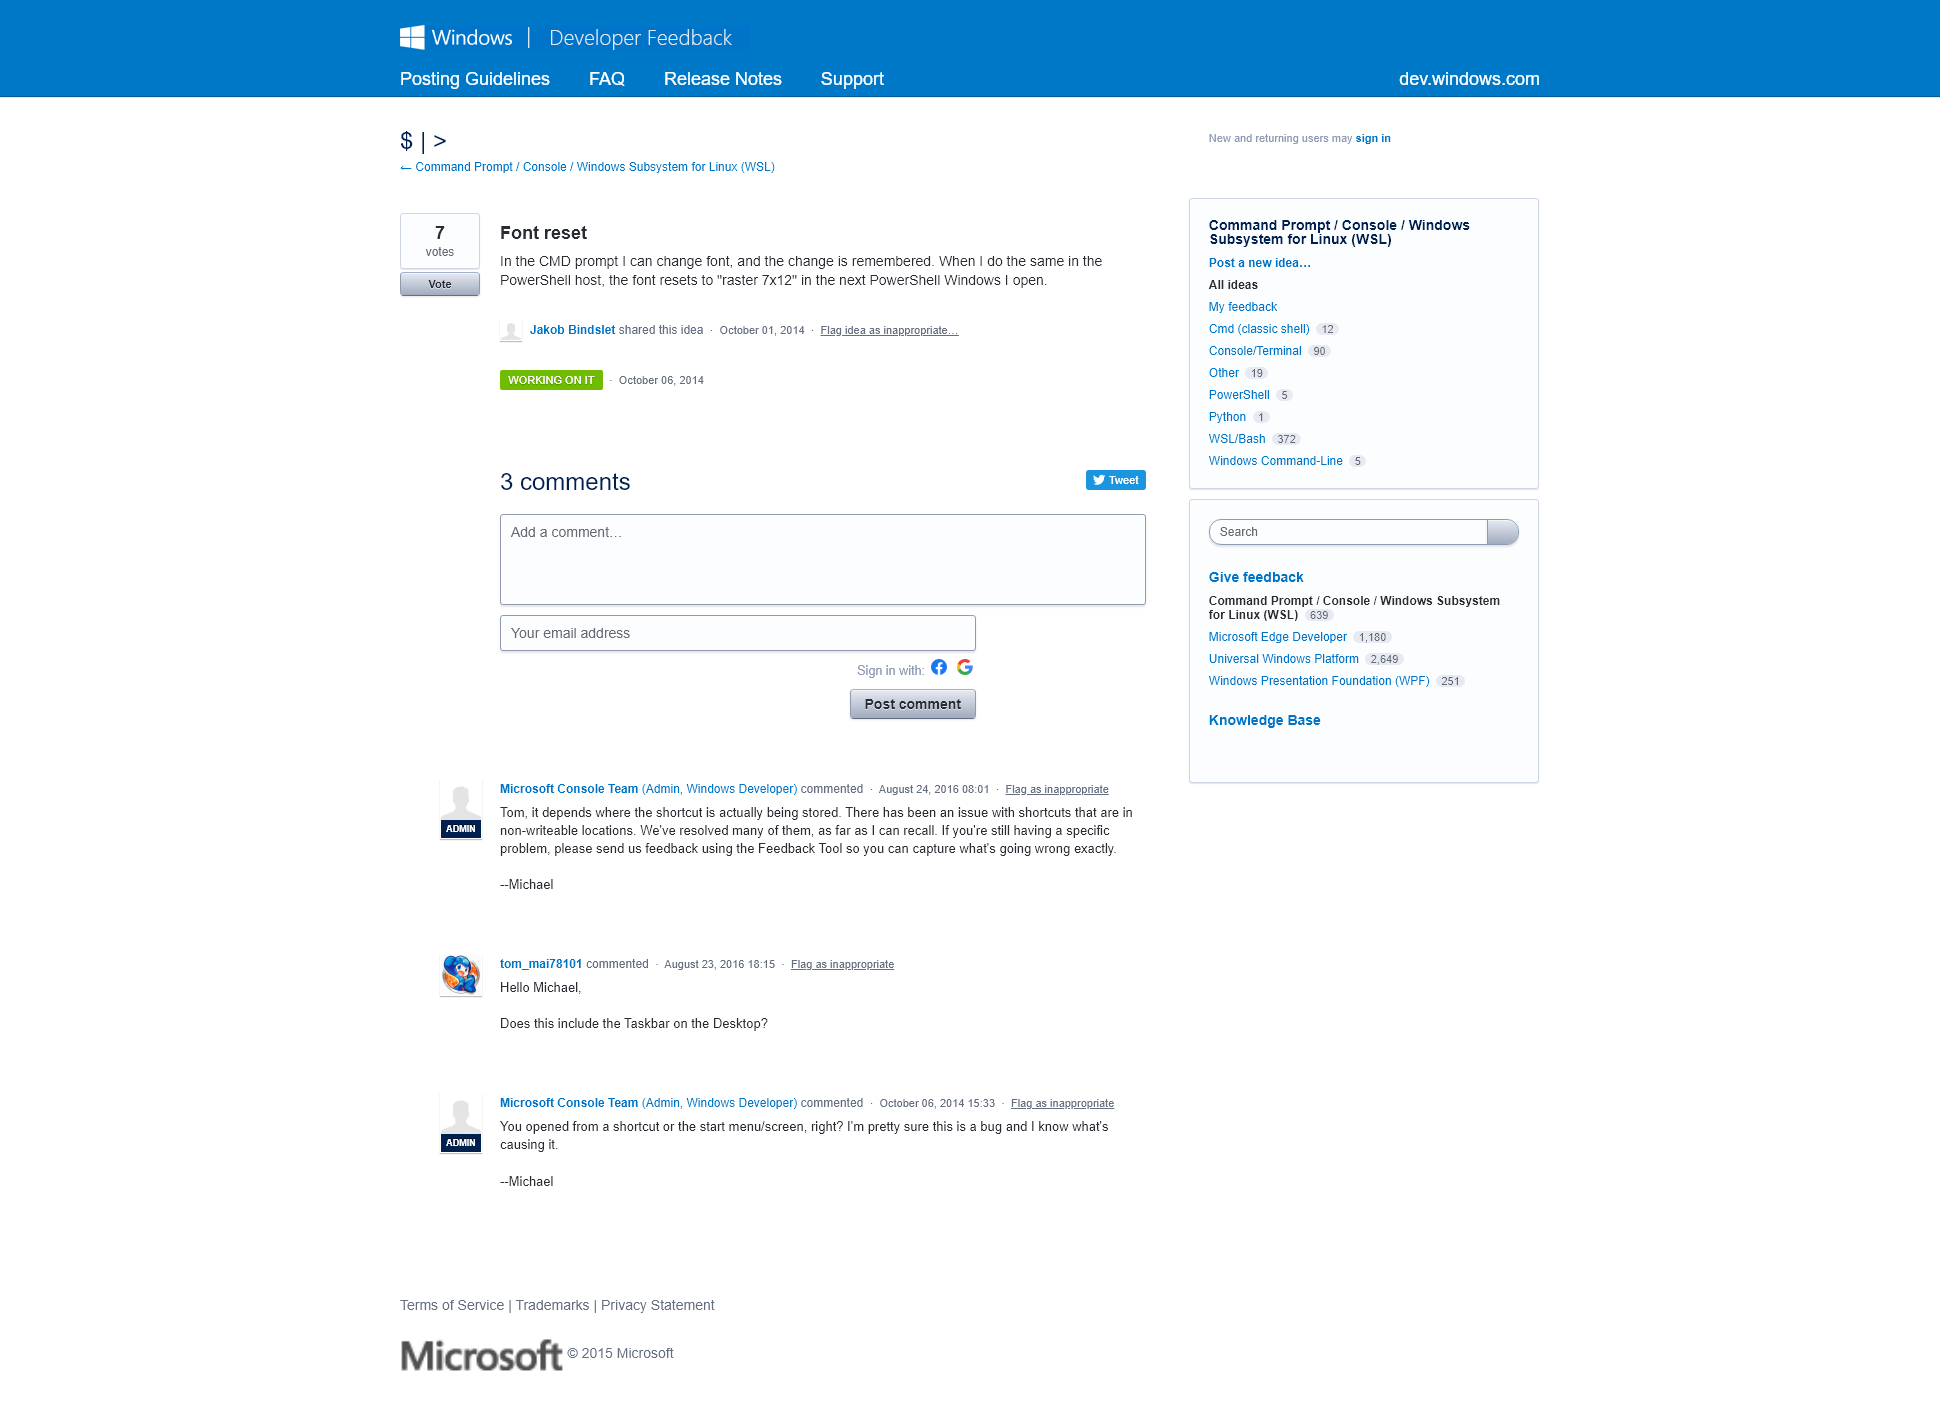 Windows | Developer Feedback
Posting Guidelines FAQ Release Notes Support dev.windows.com
$ | >
← Command Prompt / Console / Windows Subsystem for Linux (WSL)
New and returning users may sign in
7
votes
Vote
Font reset
In the CMD prompt I can change font, and the change is remembered. When I do the same in the
PowerShell host, the font resets to "raster 7x12" in the next PowerShell Windows I open.
Jakob Bindslet shared this idea · October 01, 2014 · Flag idea as inappropriate…
WORKING ON IT · October 06, 2014
3 comments
Tweet
Add a comment…
Your email address
Sign in with:
Post comment
Microsoft Console Team (Admin, Windows Developer) commented · August 24, 2016 08:01 · Flag as inappropriate
ADMIN
Tom, it depends where the shortcut is actually being stored. There has been an issue with shortcuts that are in
non-writeable locations. We've resolved many of them, as far as I can recall. If you're still having a specific
problem, please send us feedback using the Feedback Tool so you can capture what's going wrong exactly.
--Michael
tom_mai78101 commented · August 23, 2016 18:15 · Flag as inappropriate
Hello Michael,
Does this include the Taskbar on the Desktop?
Microsoft Console Team (Admin, Windows Developer) commented · October 06, 2014 15:33 · Flag as inappropriate
ADMIN
You opened from a shortcut or the start menu/screen, right? I'm pretty sure this is a bug and I know what's
causing it.
--Michael
Command Prompt / Console / Windows
Subsystem for Linux (WSL)
Post a new idea…
All ideas
My feedback
Cmd (classic shell) 12
Console/Terminal 90
Other 19
PowerShell 5
Python 1
WSL/Bash 372
Windows Command-Line 5
Search
Give feedback
Command Prompt / Console / Windows Subsystem
for Linux (WSL) 639
Microsoft Edge Developer 1,180
Universal Windows Platform 2,649
Windows Presentation Foundation (WPF) 251
Knowledge Base
Terms of Service | Trademarks | Privacy Statement
Microsoft © 2015 Microsoft